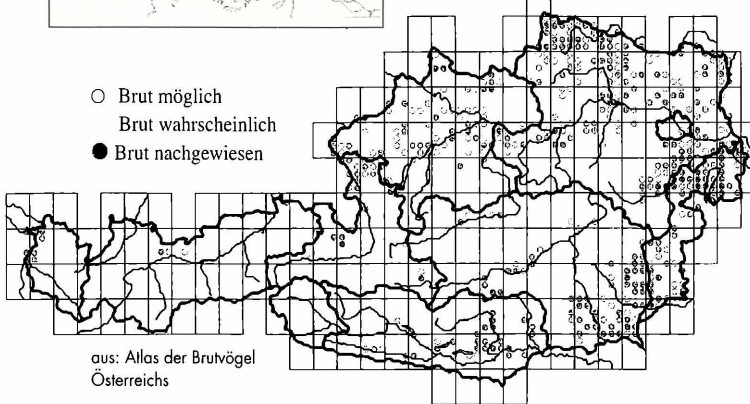 ○ Brut möglich
Brut wahrscheinlich
● Brut nachgewiesen
aus: Atlas der Brutvögel
Österreichs